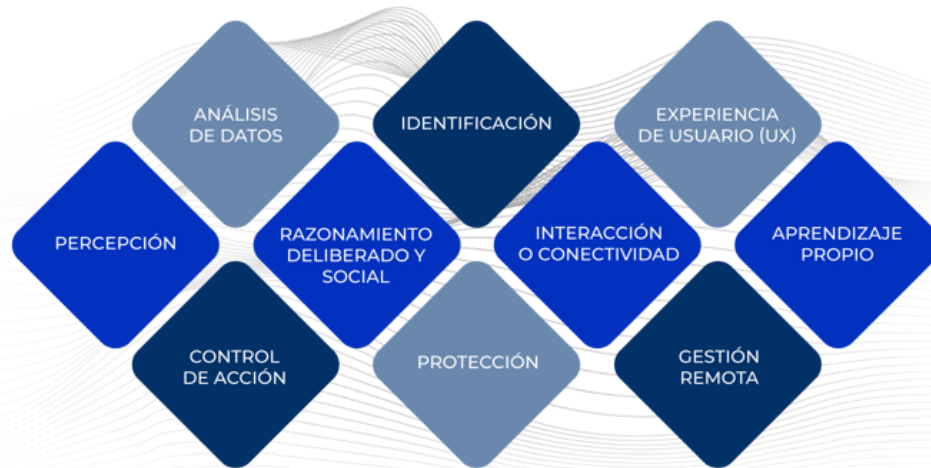 ANÁLISIS
DE DATOS
IDENTIFICACIÓN
EXPERIENCIA
DE USUARIO (UX)
PERCEPCIÓN
RAZONAMIENTO
DELIBERADO Y
SOCIAL
INTERACCIÓN
O CONECTIVIDAD
APRENDIZAJE
PROPIO
CONTROL
DE ACCIÓN
PROTECCIÓN
GESTIÓN
REMOTA